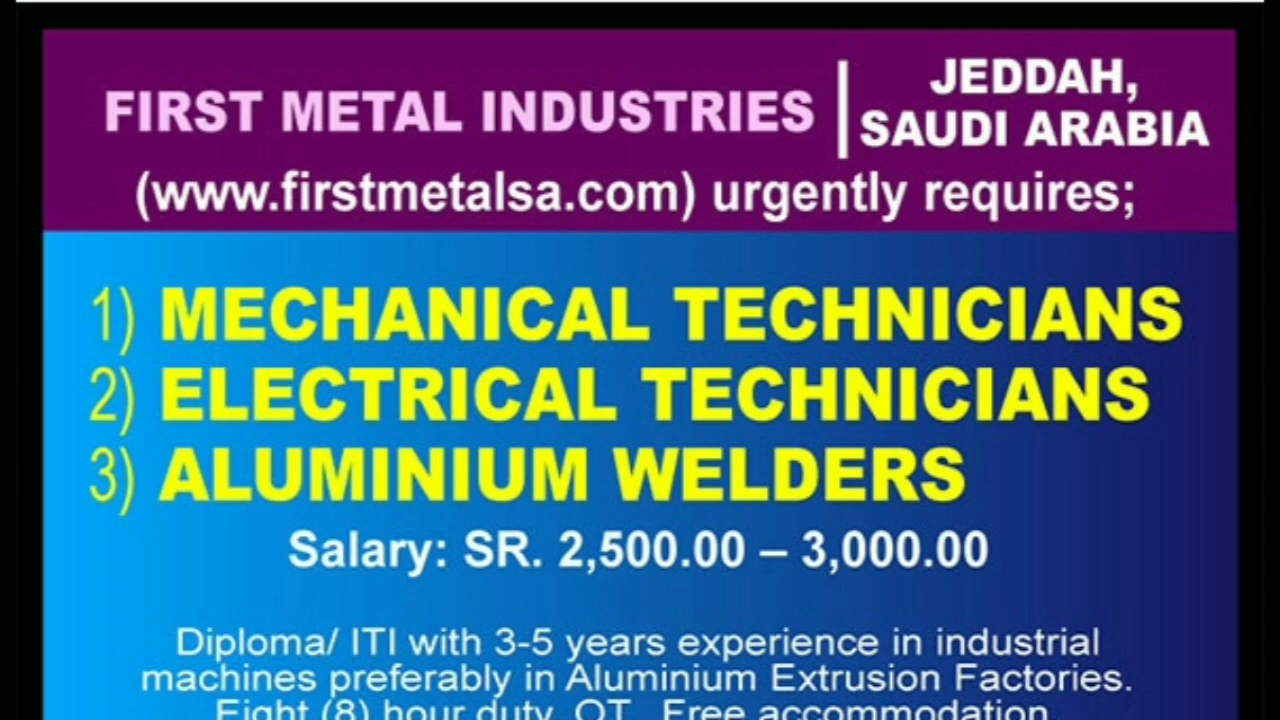 FIRST METAL INDUSTRIES
JEDDAH,
SAUDI ARABIA
(www.firstmetalsa.com) urgently requires;
1) MECHANICAL TECHNICIANS
2) ELECTRICAL TECHNICIANS
3) ALUMINIUM WELDERS
Salary: SR. 2,500.00 – 3,000.00
Diploma/ ITI with 3-5 years experience in industrial
machines preferably in Aluminium Extrusion Factories.
Eight (8) hour duty, OT., Free accommodation,